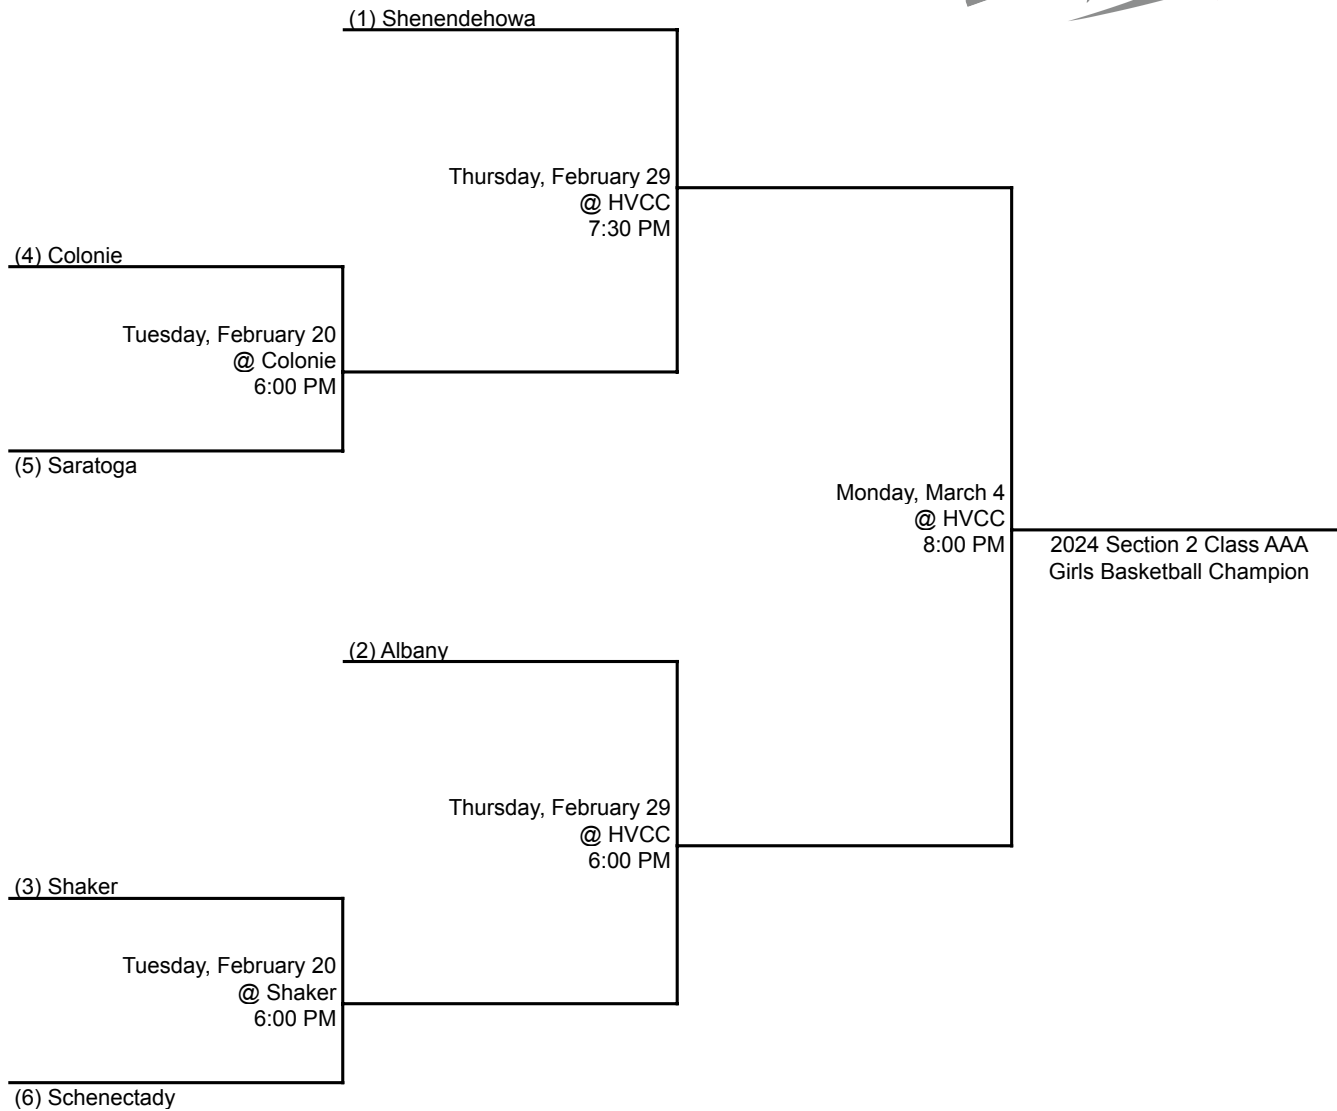 (1) Shenendehowa
Thursday, February 29
@ HVCC
7:30 PM
(4) Colonie
Tuesday, February 20
@ Colonie
6:00 PM
(5) Saratoga
Monday, March 4
@ HVCC
8:00 PM
2024 Section 2 Class AAA
Girls Basketball Champion
(2) Albany
Thursday, February 29
@ HVCC
6:00 PM
(3) Shaker
Tuesday, February 20
@ Shaker
6:00 PM
(6) Schenectady